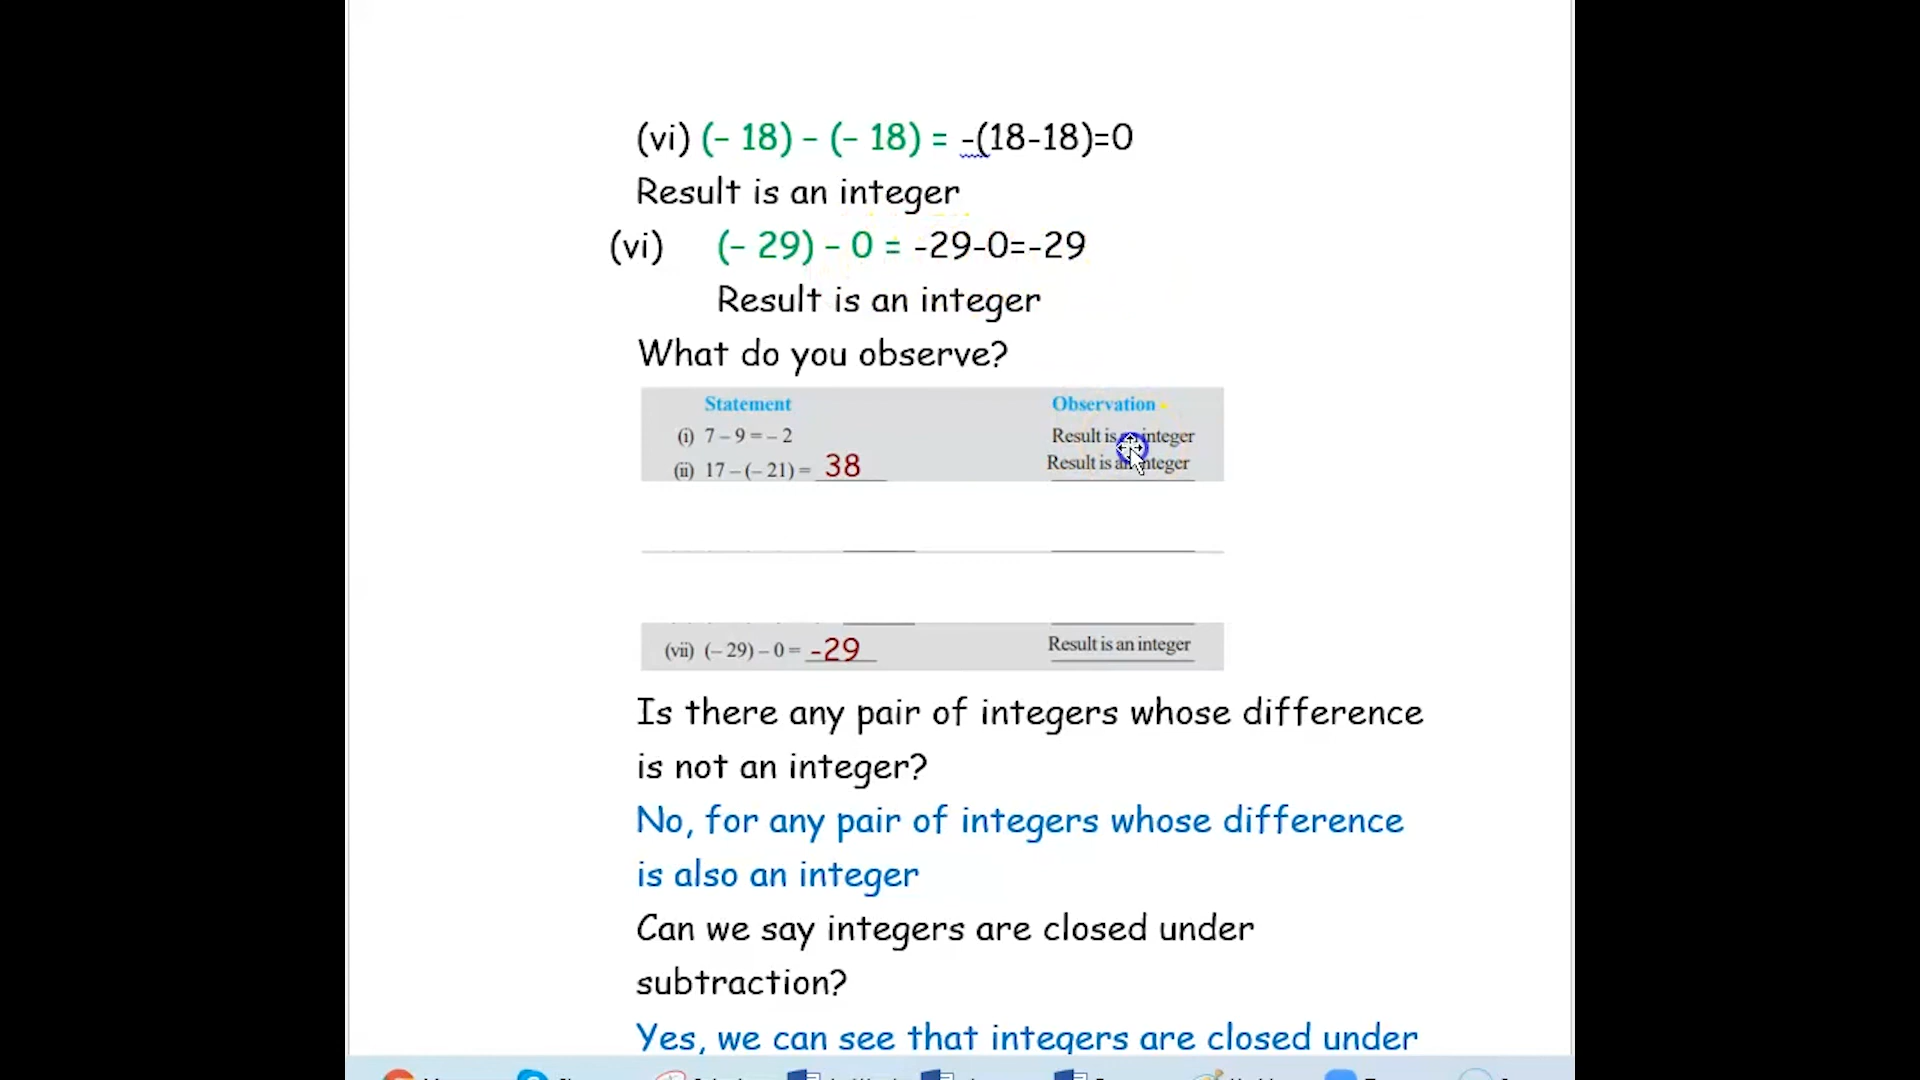 (vi) (- 18) - (- 18) = -(18-18)=0
Result is an integer
(vi) (- 29) - 0 = -29-0=-29
Result is an integer
What do you observe?
Statement Observation
(i) 7 – 9 = – 2 Result is an integer
(ii) 17 – (– 21) = 38 Result is an integer
(vii) (– 29) – 0 = -29 Result is an integer
Is there any pair of integers whose difference
is not an integer?
No, for any pair of integers whose difference
is also an integer
Can we say integers are closed under
subtraction?
Yes, we can see that integers are closed under